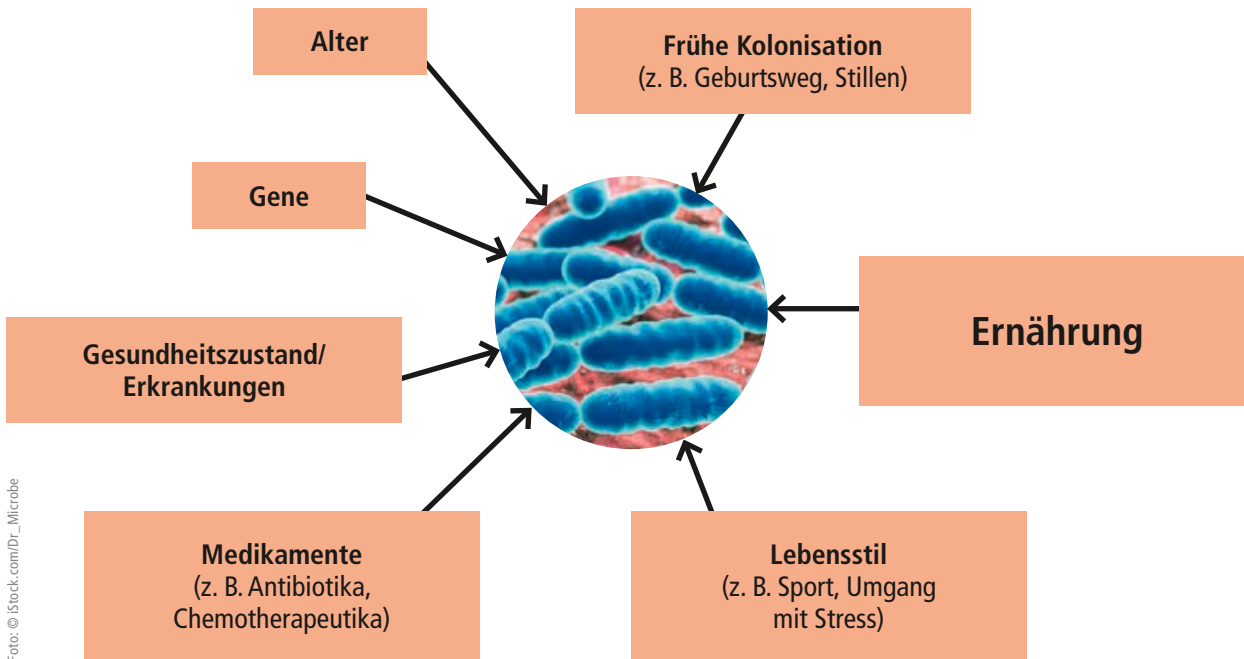 Alter
Frühe Kolonisation
(z. B. Geburtsweg, Stillen)
Gene
Ernährung
Gesundheitszustand/
Erkrankungen
Medikamente
(z. B. Antibiotika,
Chemotherapeutika)
Lebensstil
(z. B. Sport, Umgang
mit Stress)
Foto: © iStock.com/Dr_Microbe